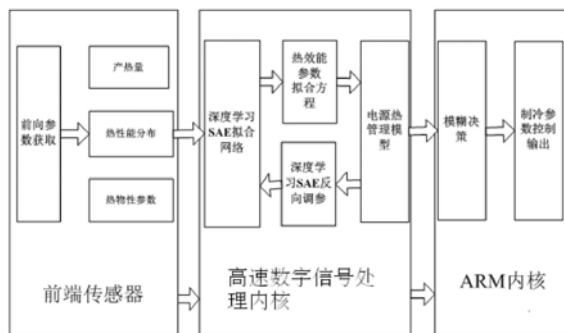 前向参
数获取
产热量
热性能分布
热物性参数
前端传感器
深度学习
SAE拟合
网络
热效能
参数
拟合方
程
深度学
习SAE反
向调参
电源热
管理模
型
高速数字信号处
理内核
模糊决
策
制冷参
数控制
输出
ARM内核